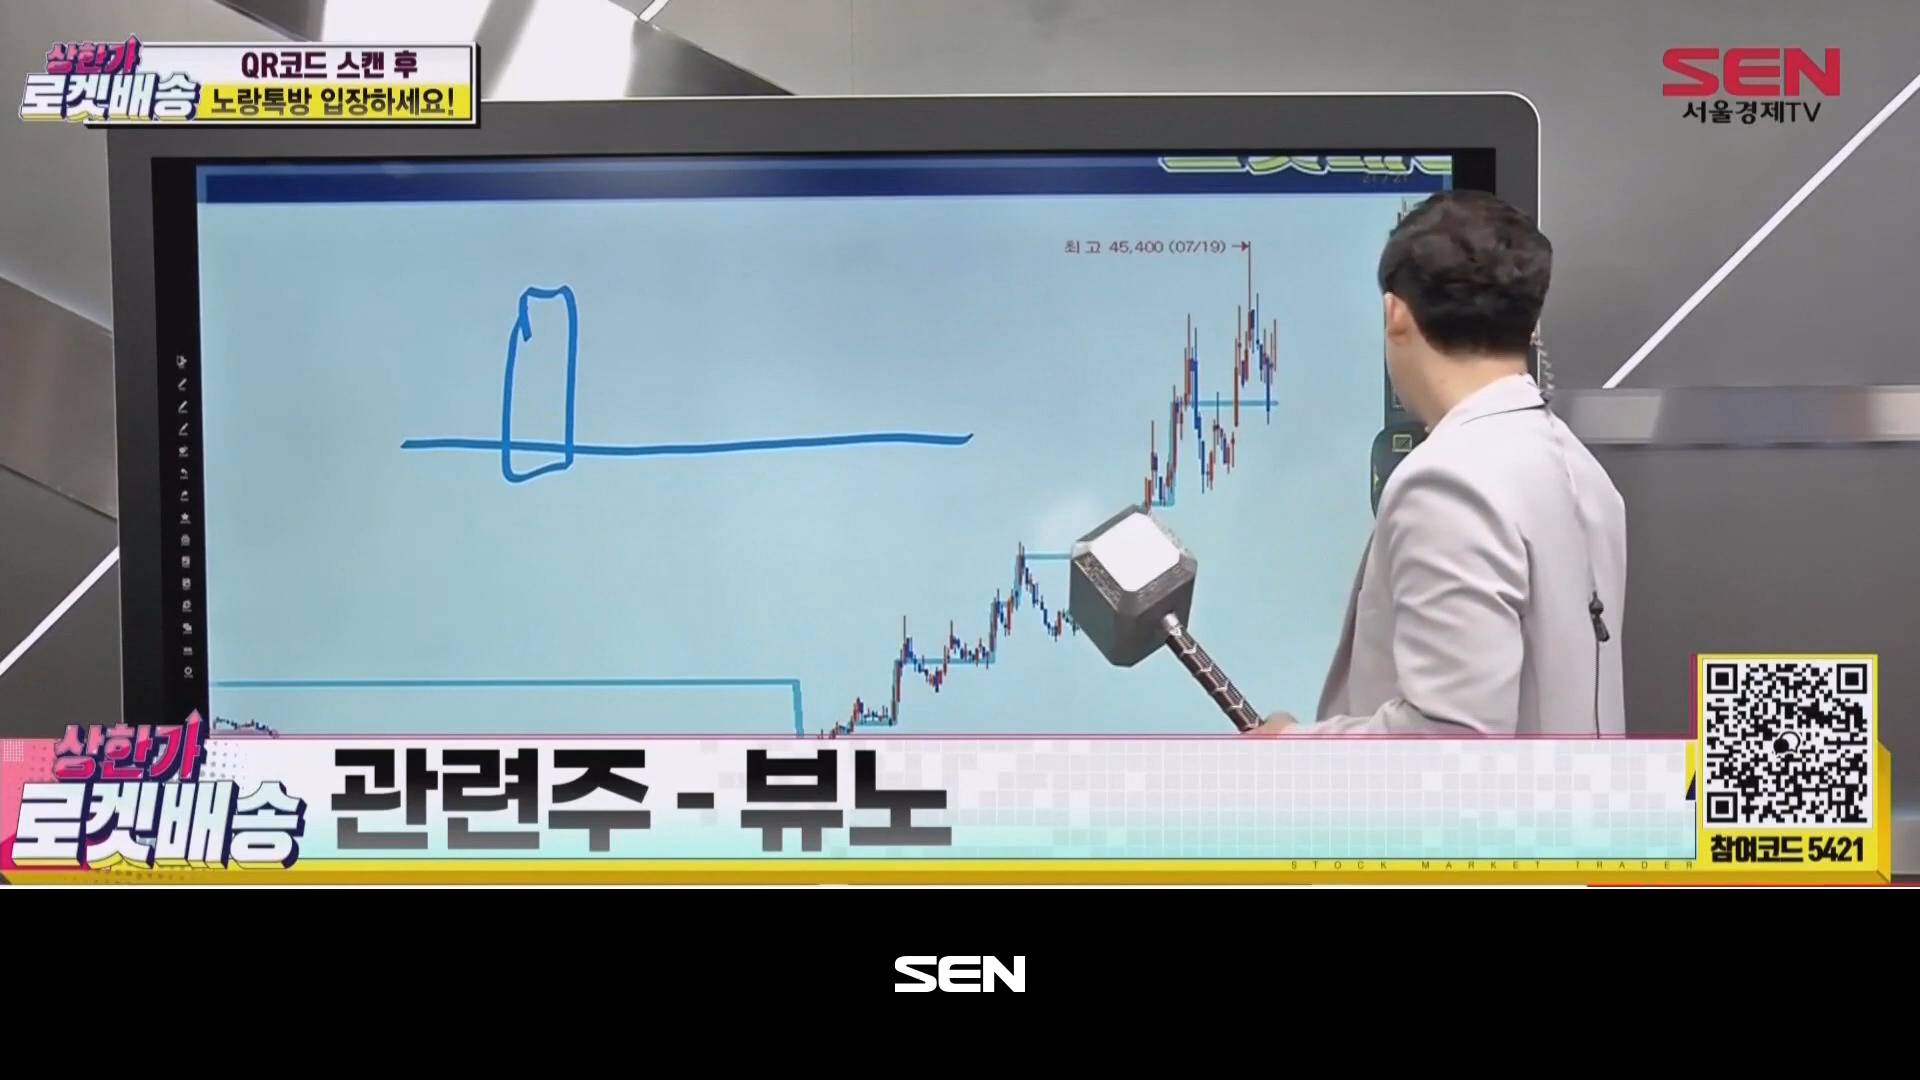 상한가
로켓배송
QR코드 스캔 후
노랑톡방 입장하세요!
SEN
서울경제TV
최고 45,400 (07/19)
상한가
로켓배송
관련주 - 뷰노
참여코드 5421
STOCK MARKET TRADER
SEN